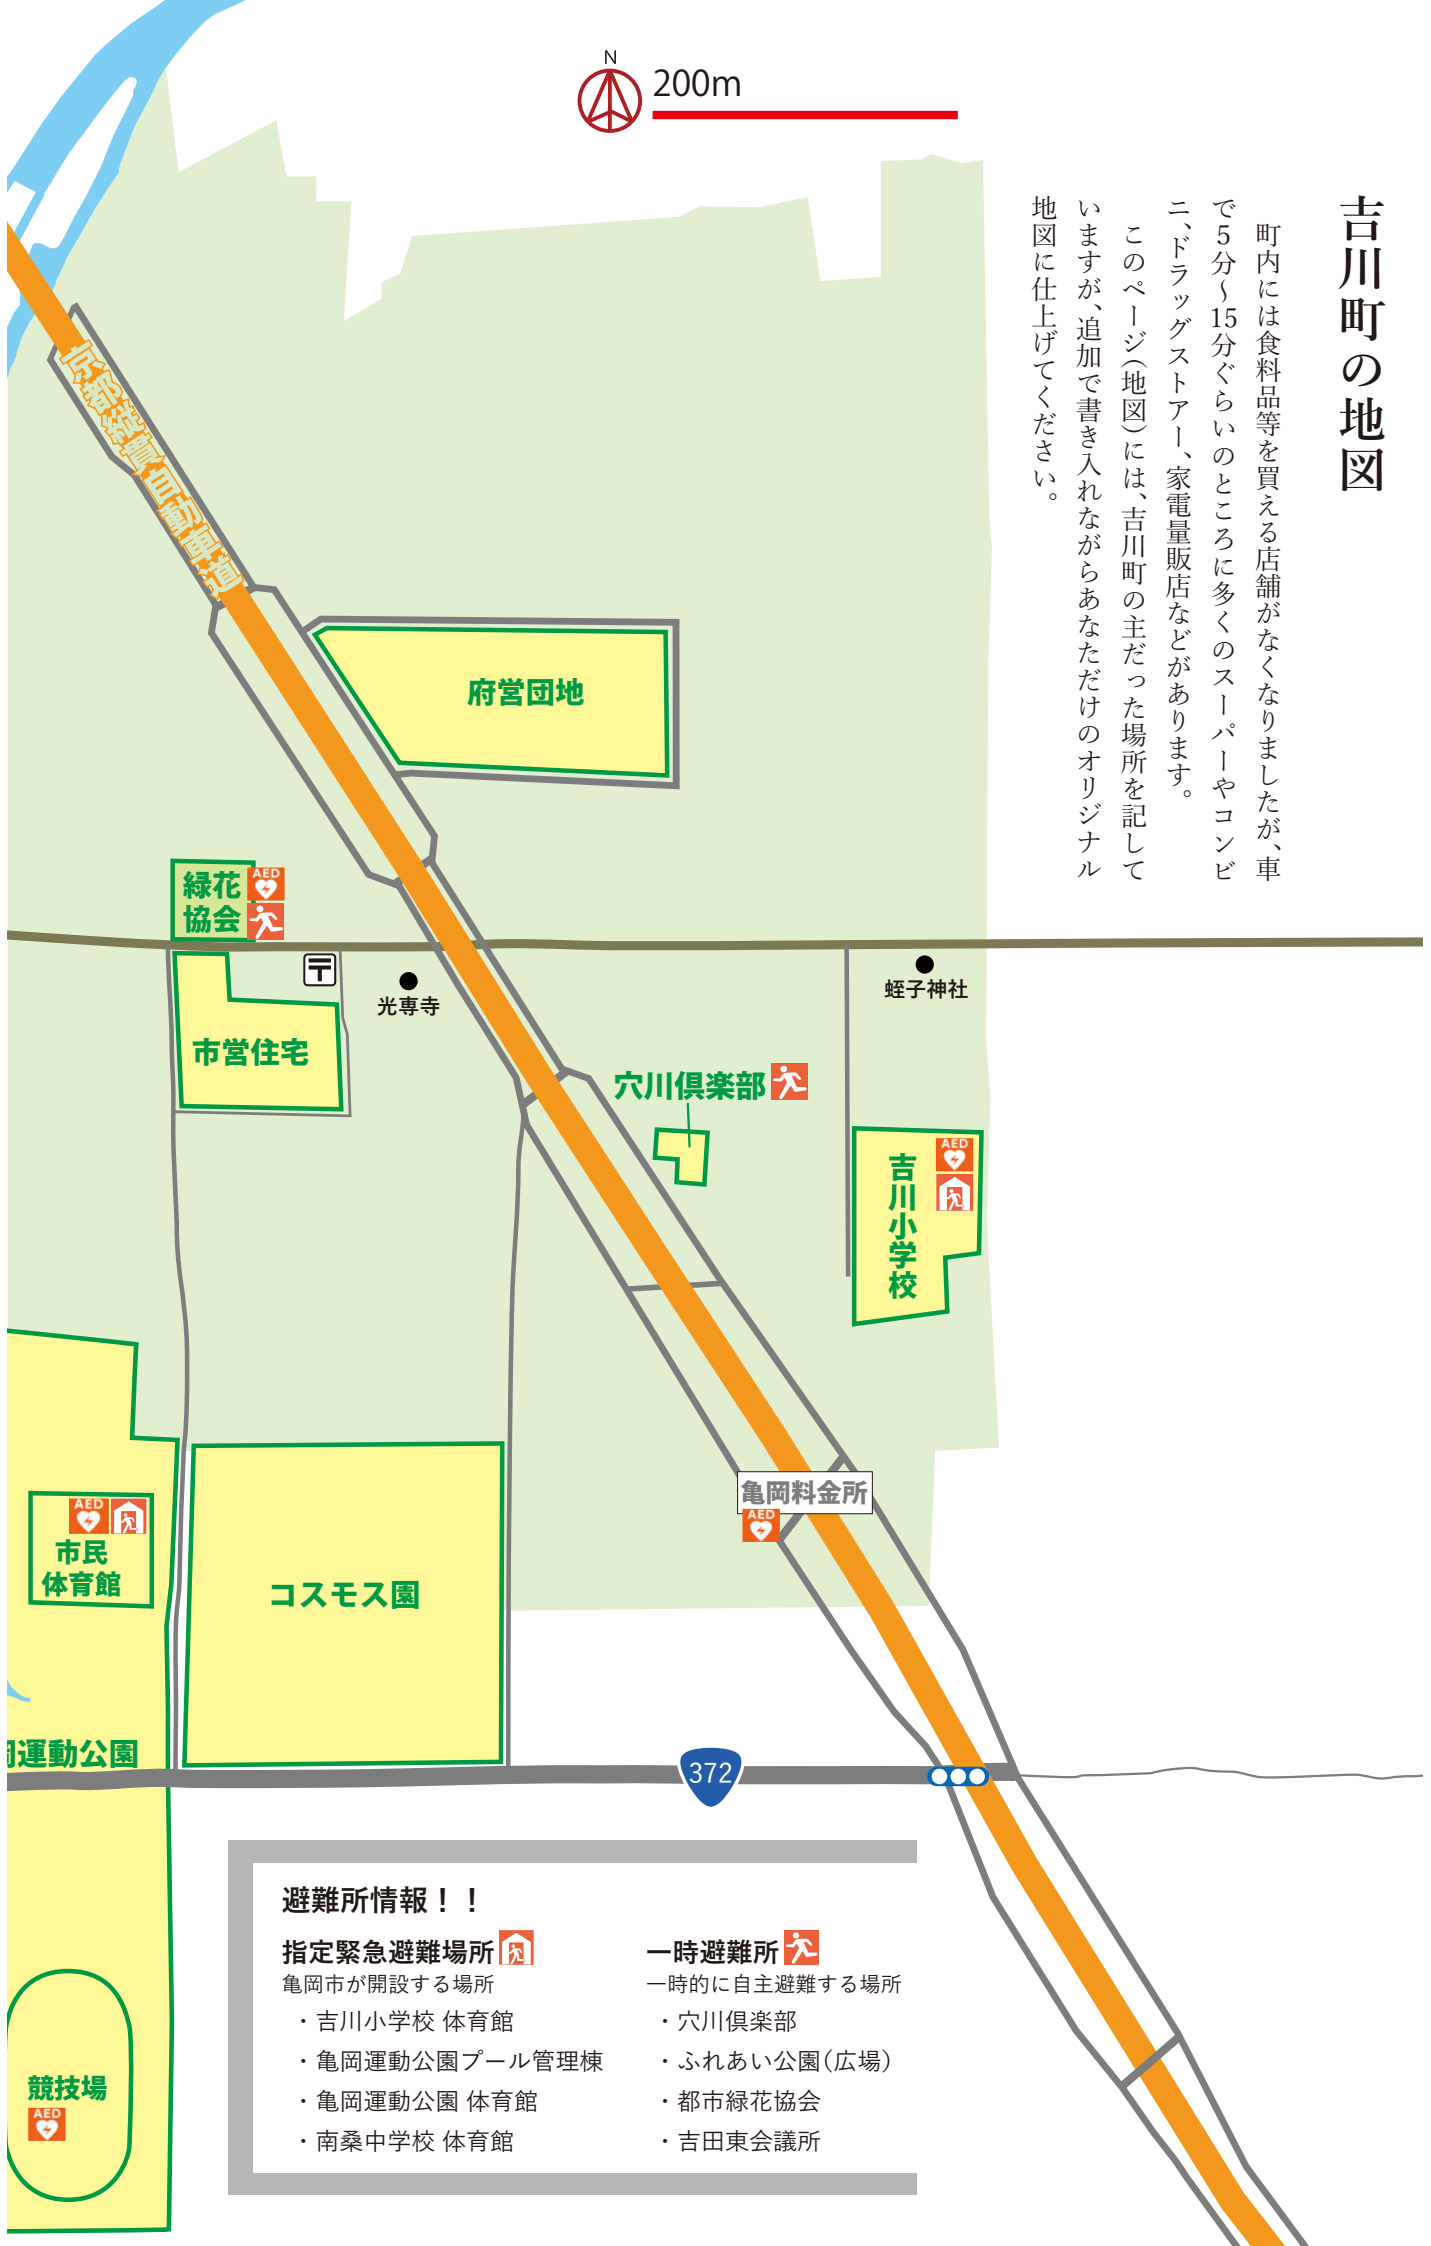 N
200m
吉川町の地図
町内には食料品等を買える店舗がなくなりましたが、車
で5分〜15分ぐらいのところに多くのスーパーやコンビ
ニ、ドラッグストアー、家電量販店などがあります。
このページ(地図)には、吉川町の主だった場所を記して
いますが、追加で書き入れながらあなただけのオリジナル
地図に仕上げてください。
京都縦貫自動車道
府営団地
緑花
協会
AED
〒
光専寺
蛭子神社
市営住宅
穴川倶楽部
吉川小学校
AED
亀岡料金所
AED
AED
市民
体育館
コスモス園
岡運動公園
372
競技場
AED
避難所情報！！
指定緊急避難場所
亀岡市が開設する場所
・吉川小学校 体育館
・亀岡運動公園プール管理棟
・亀岡運動公園 体育館
・南桑中学校 体育館
一時避難所
一時的に自主避難する場所
・穴川倶楽部
・ふれあい公園(広場)
・都市緑花協会
・吉田東会議所